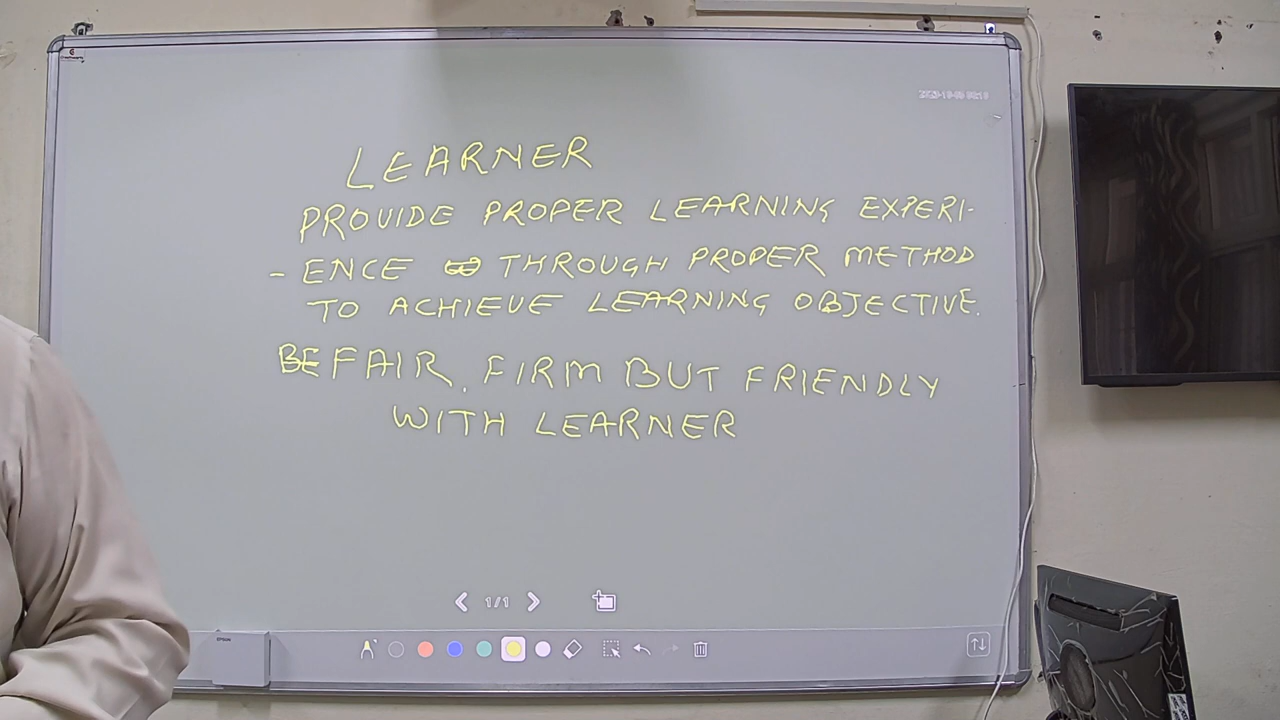 LEARNER
PROVIDE PROPER LEARNING EXPERI-
- ENCE THROUGH PROPER METHOD
TO ACHIEVE LEARNING OBJECTIVE.
BE FAIR, FIRM BUT FRIENDLY
WITH LEARNER
1/1
EPSON